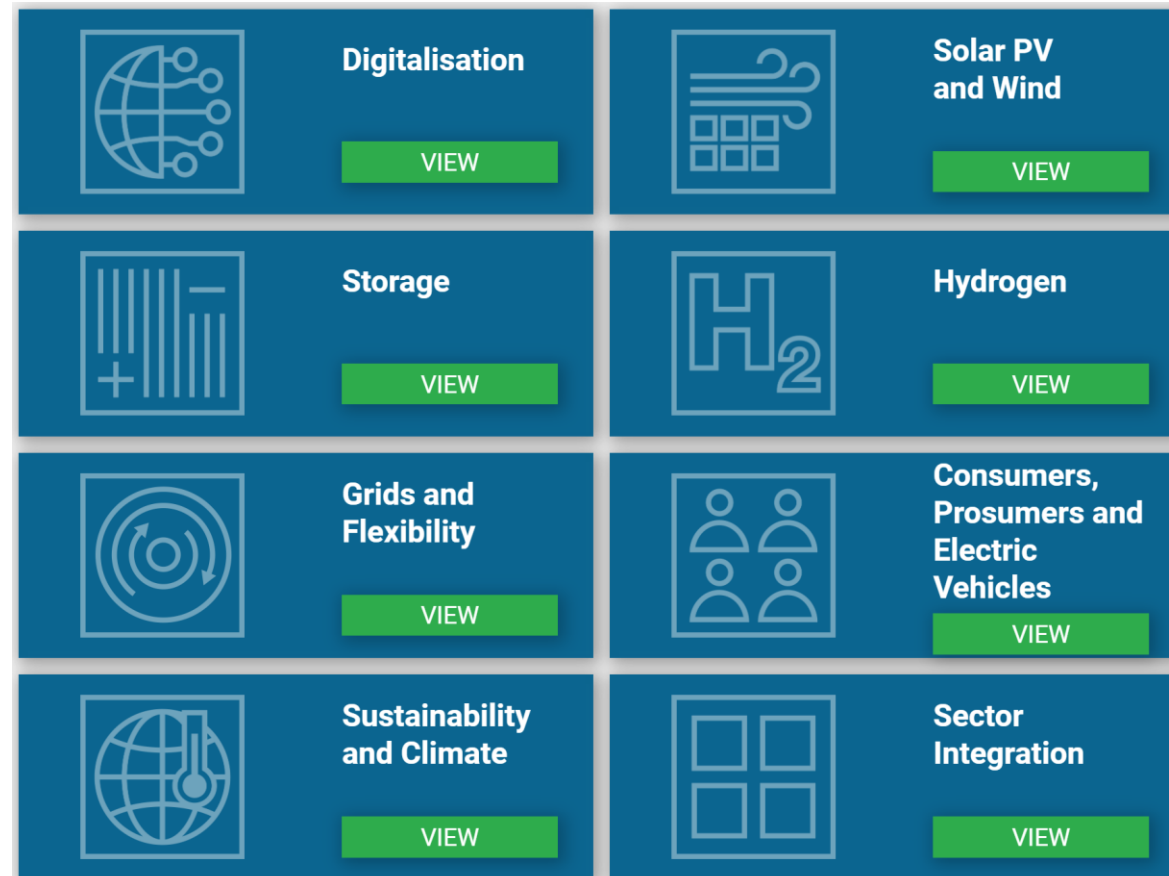 Digitalisation
VIEW
Solar PV
and Wind
VIEW
Storage
VIEW
H2
Hydrogen
VIEW
Grids and
Flexibility
VIEW
Consumers,
Prosumers and
Electric
Vehicles
VIEW
Sustainability
and Climate
VIEW
Sector
Integration
VIEW